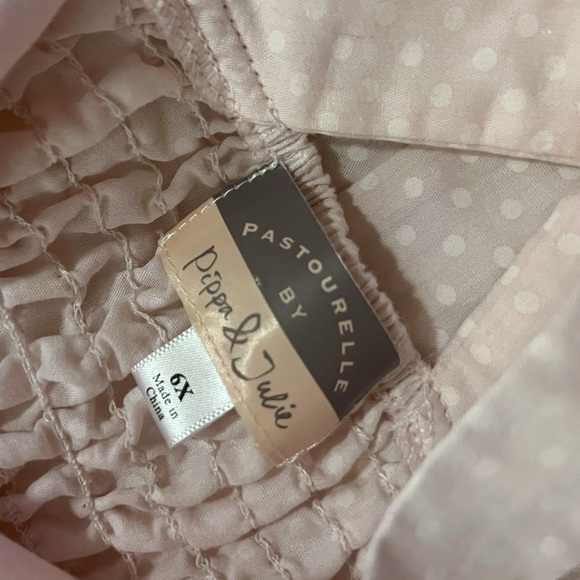 PASTOURELLE
BY
Pippa & Julie
6X
Made in
China